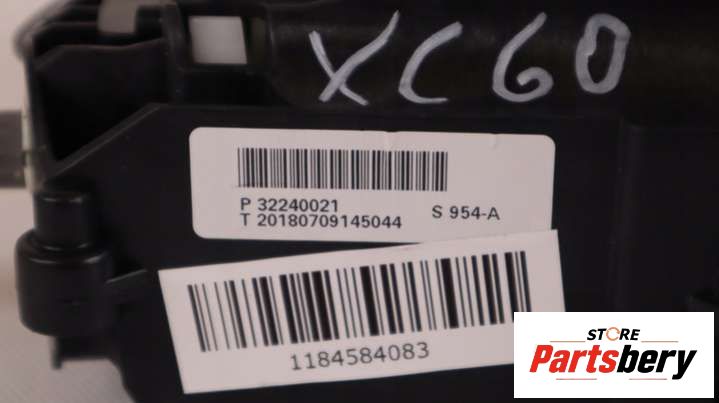 XC60
P 32240021
T 20180709145044 S 954-A
1184584083
STORE
Partsbery